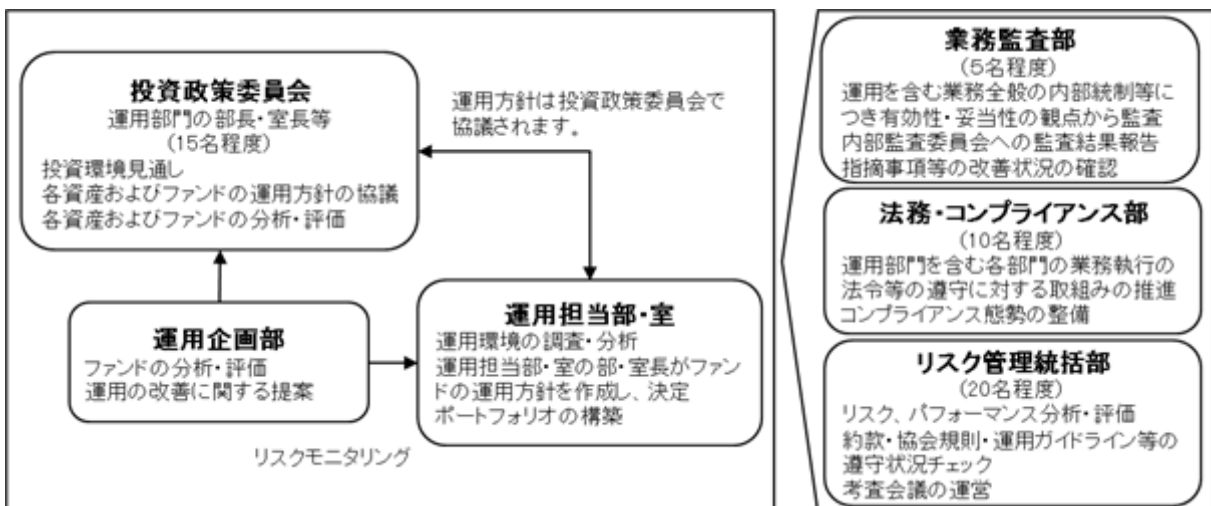 投資政策委員会
運用部門の部長・室長等
(15名程度)
投資環境見通し
各資産およびファンドの運用方針の協議
各資産およびファンドの分析・評価
運用方針は投資政策委員会で
協議されます。
運用企画部
ファンドの分析・評価
運用の改善に関する提案
運用担当部・室
運用環境の調査・分析
運用担当部・室の部・室長がファン
ドの運用方針を作成し、決定
ポートフォリオの構築
リスクモニタリング
業務監査部
(5名程度)
運用を含む業務全般の内部統制等に
つき有効性・妥当性の観点から監査
内部監査委員会への監査結果報告
指摘事項等の改善状況の確認
法務・コンプライアンス部
(10名程度)
運用部門を含む各部門の業務執行の
法令等の遵守に対する取組みの推進
コンプライアンス態勢の整備
リスク管理統括部
(20名程度)
リスク、パフォーマンス分析・評価
約款・協会規則・運用ガイドライン等の
遵守状況チェック
考査会議の運営